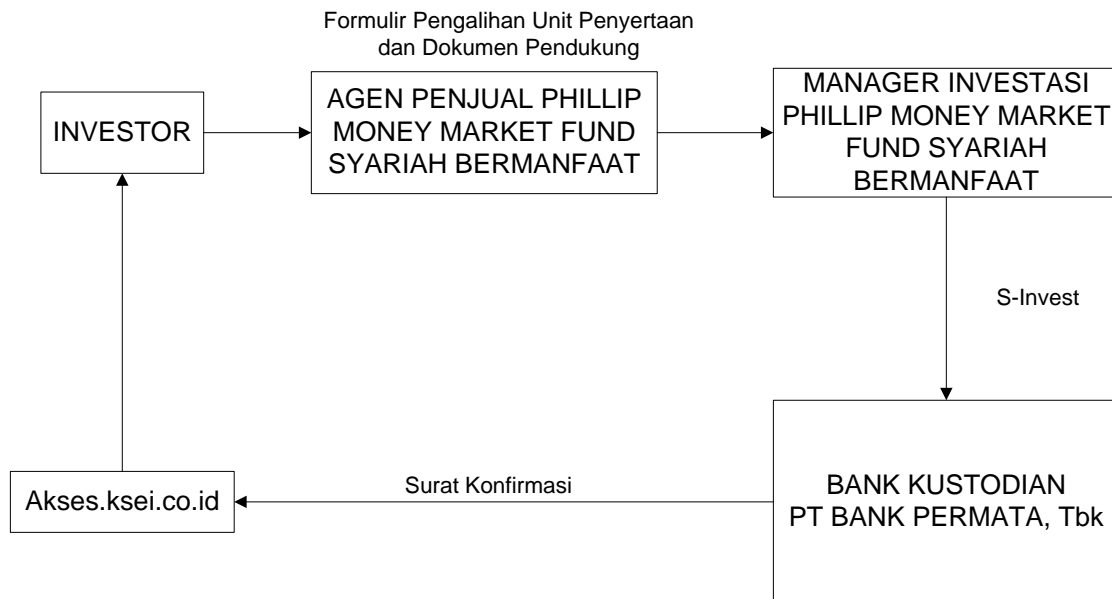 Formulir Pengalihan Unit Penyertaan
dan Dokumen Pendukung
INVESTOR
AGEN PENJUAL PHILLIP
MONEY MARKET FUND
SYARIAH BERMANFAAT
MANAGER INVESTASI
PHILLIP MONEY MARKET
FUND SYARIAH
BERMANFAAT
S-Invest
BANK KUSTODIAN
PT BANK PERMATA, Tbk
Surat Konfirmasi
Akses.ksei.co.id